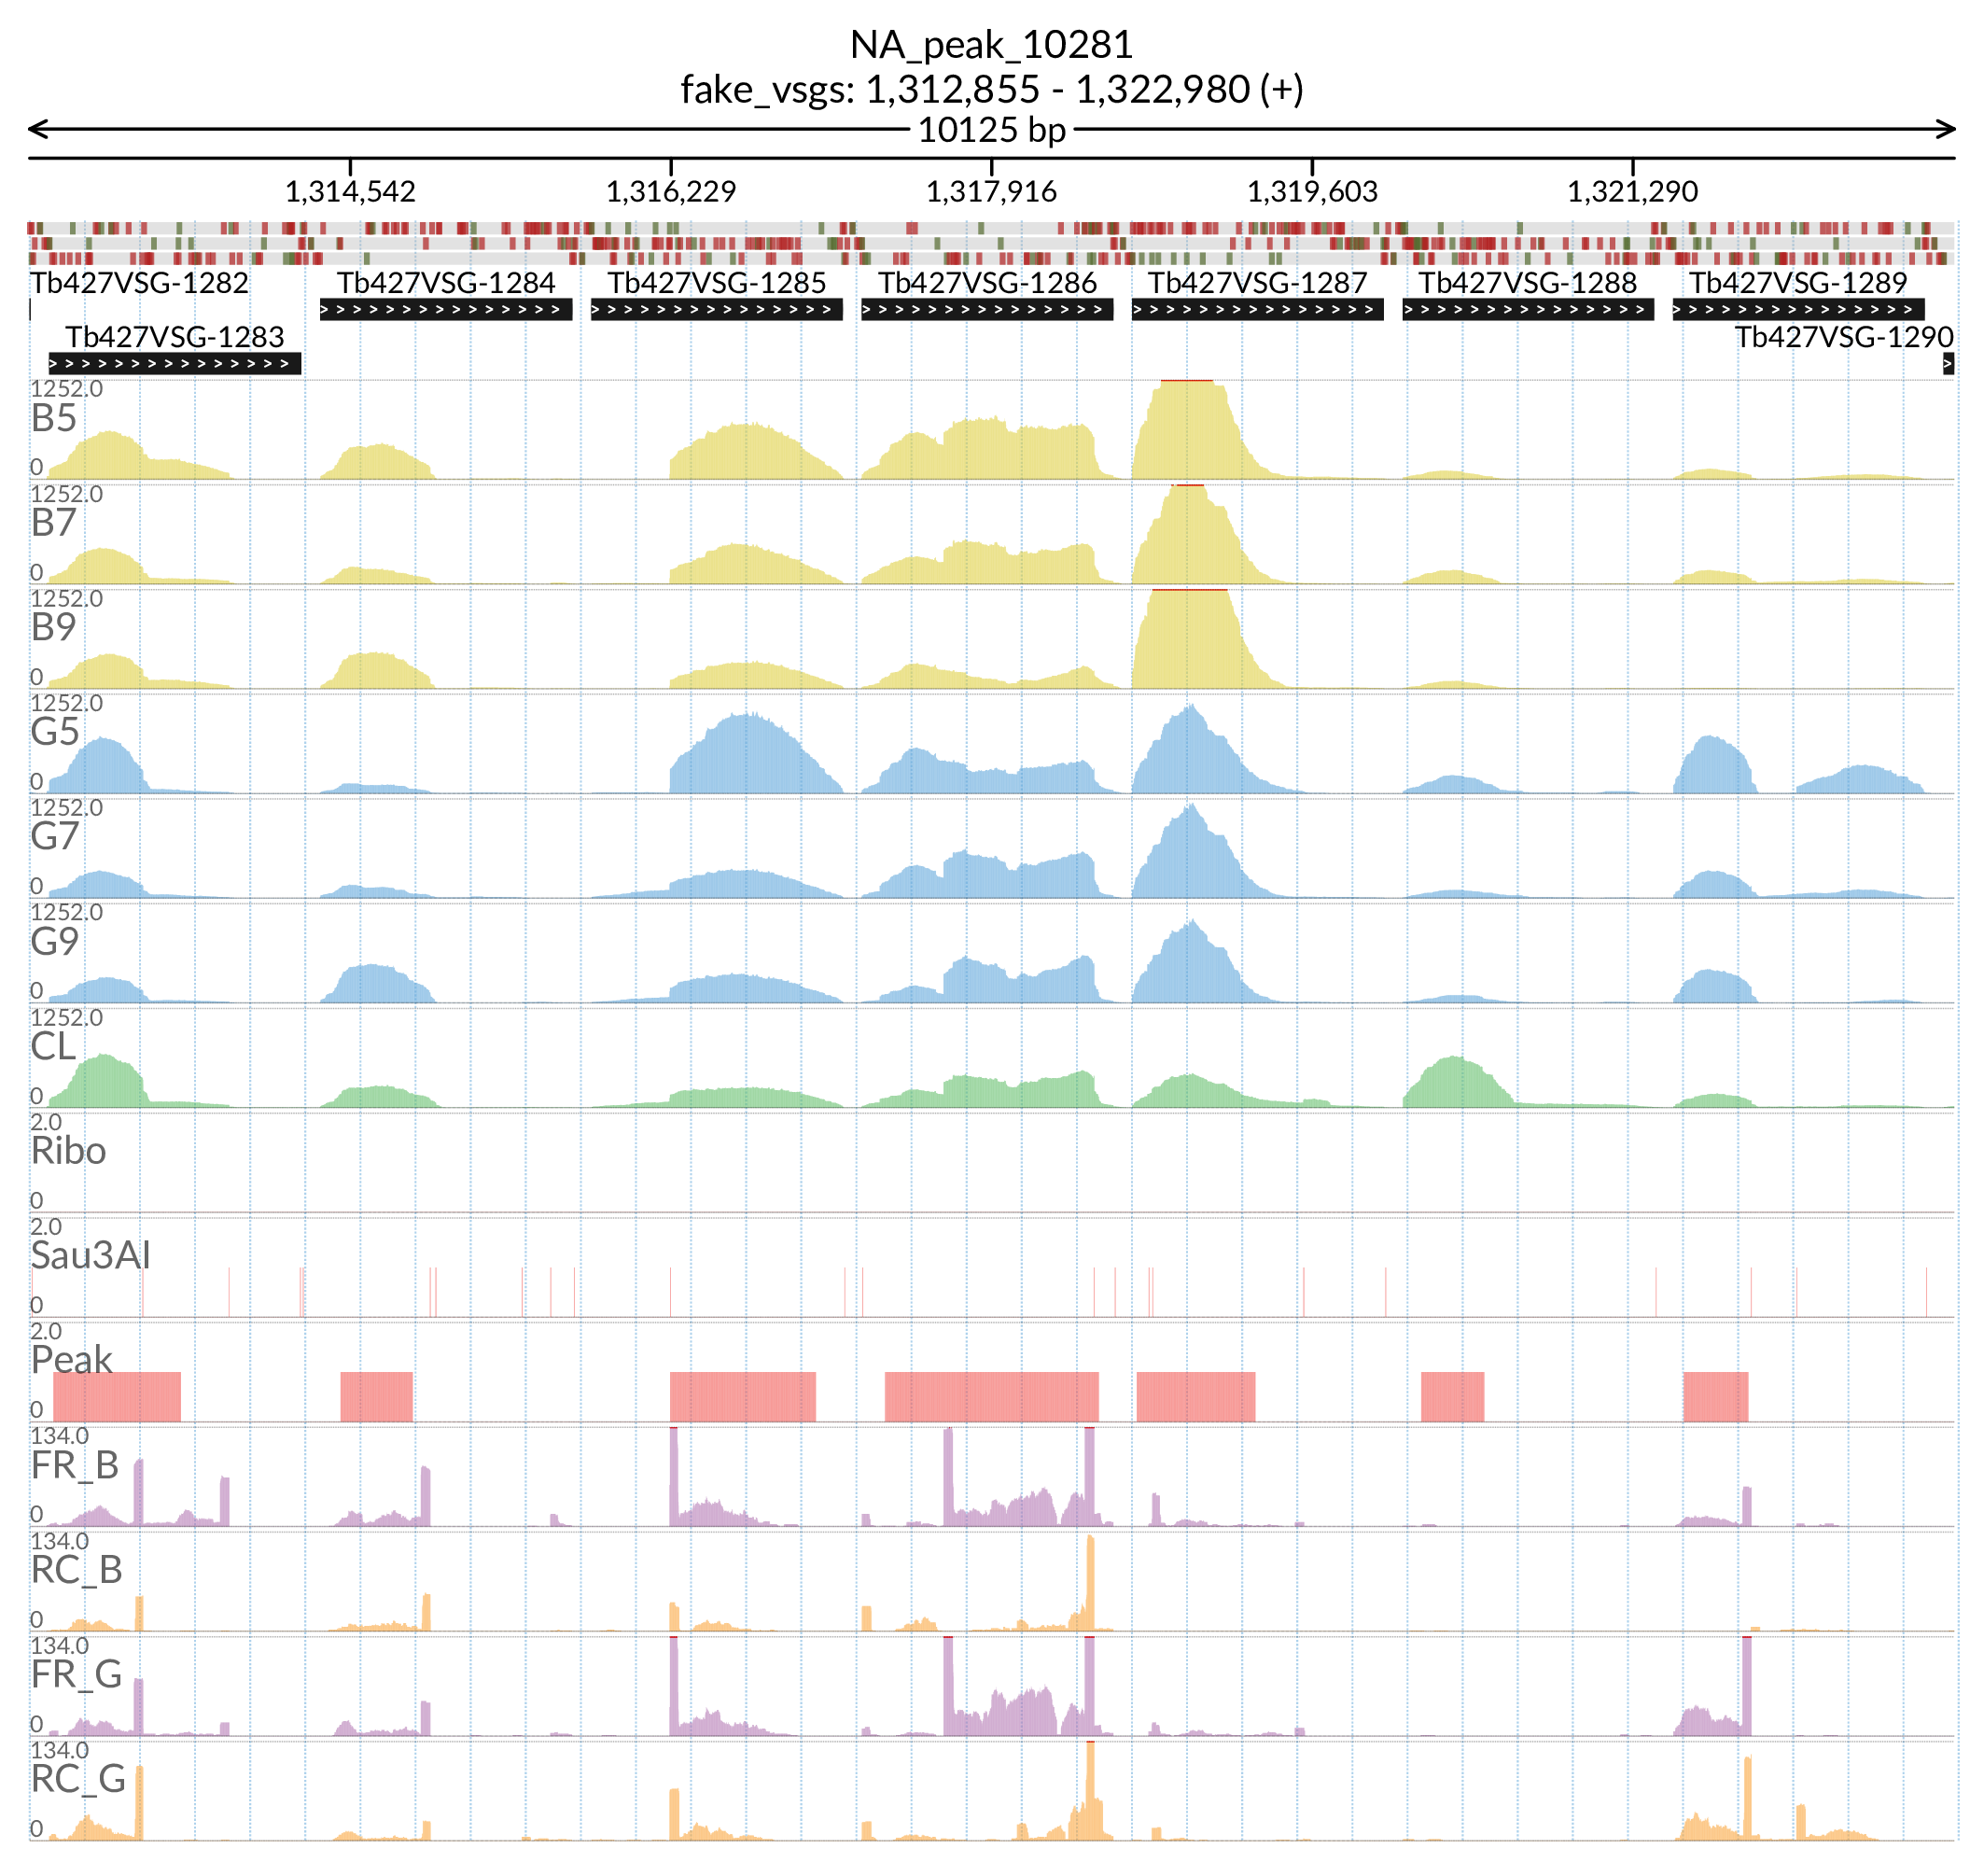 NA_peak_10281
fake_vsgs: 1,312,855 - 1,322,980 (+)
10125 bp
1,314,542 1,316,229 1,317,916 1,319,603 1,321,290
Tb427VSG-1282 Tb427VSG-1284 Tb427VSG-1285 Tb427VSG-1286 Tb427VSG-1287 Tb427VSG-1288 Tb427VSG-1289
Tb427VSG-1283 Tb427VSG-1290
1252.0
B5
0
1252.0
B7
0
1252.0
B9
0
1252.0
G5
0
1252.0
G7
0
1252.0
G9
0
1252.0
CL
0
2.0
Ribo
0
2.0
Sau3AI
0
2.0
Peak
0
134.0
FR_B
0
134.0
RC_B
0
134.0
FR_G
0
134.0
RC_G
0